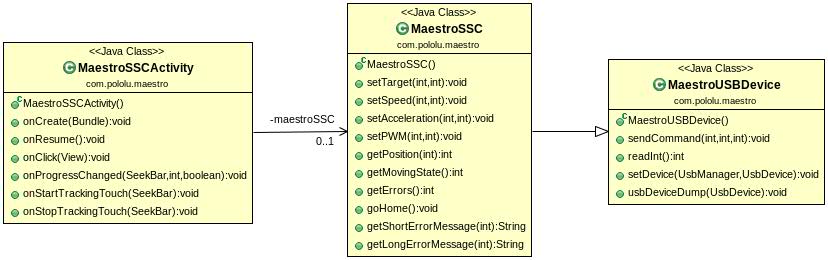 <<Java Class>>
MaestroSSCActivity
com.pololu.maestro
MaestroSSCActivity()
onCreate(Bundle):void
onResume():void
onClick(View):void
onProgressChanged(SeekBar,int,boolean):void
onStartTrackingTouch(SeekBar):void
onStopTrackingTouch(SeekBar):void
-maestroSSC
0..1
<<Java Class>>
MaestroSSC
com.pololu.maestro
MaestroSSC()
setTarget(int,int):void
setSpeed(int,int):void
setAcceleration(int,int):void
setPWM(int,int):void
getPosition(int):int
getMovingState():int
getErrors():int
goHome():void
getShortErrorMessage(int):String
getLongErrorMessage(int):String
<<Java Class>>
MaestroUSBDevice
com.pololu.maestro
MaestroUSBDevice()
sendCommand(int,int,int):void
readInt():int
setDevice(UsbManager,UsbDevice):void
usbDeviceDump(UsbDevice):void